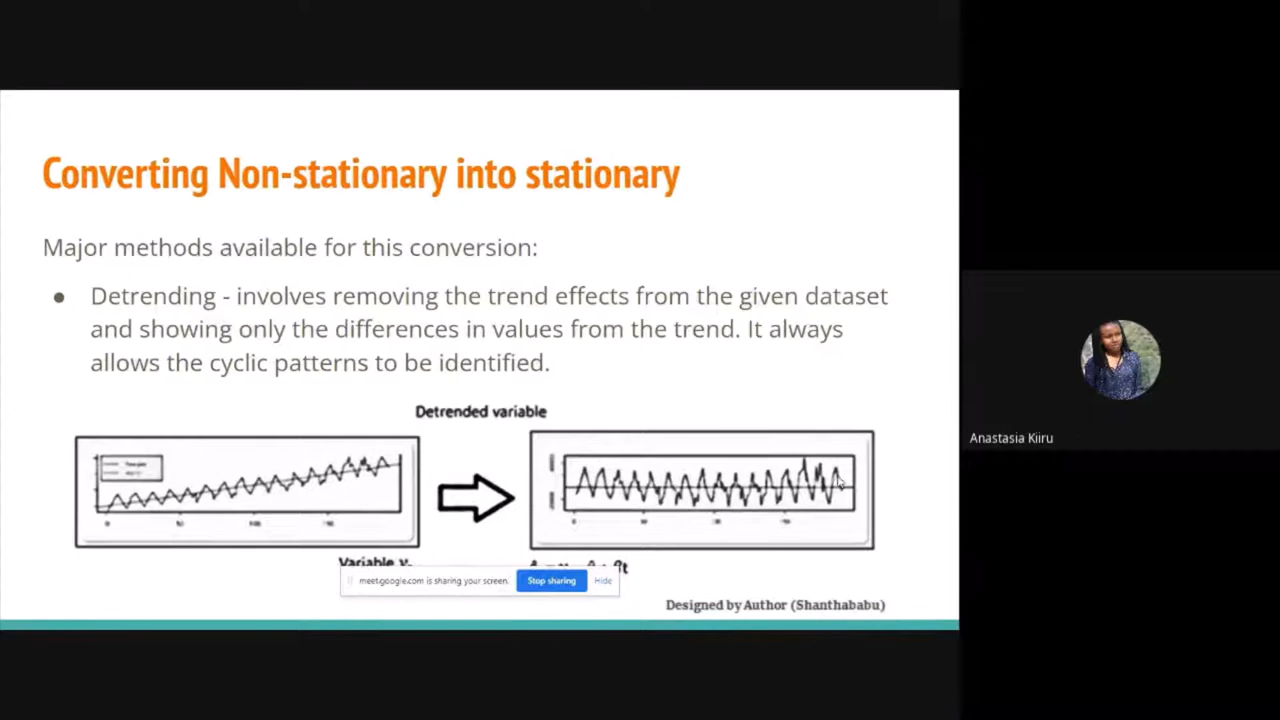 Converting Non-stationary into stationary
Major methods available for this conversion:
● Detrending - involves removing the trend effects from the given dataset
and showing only the differences in values from the trend. It always
allows the cyclic patterns to be identified.
Detrended variable
Variable
meet.google.com is sharing your screen.
Stop sharing
Hide
Designed by Author (Shanthababu)
Anastasia Kiiru